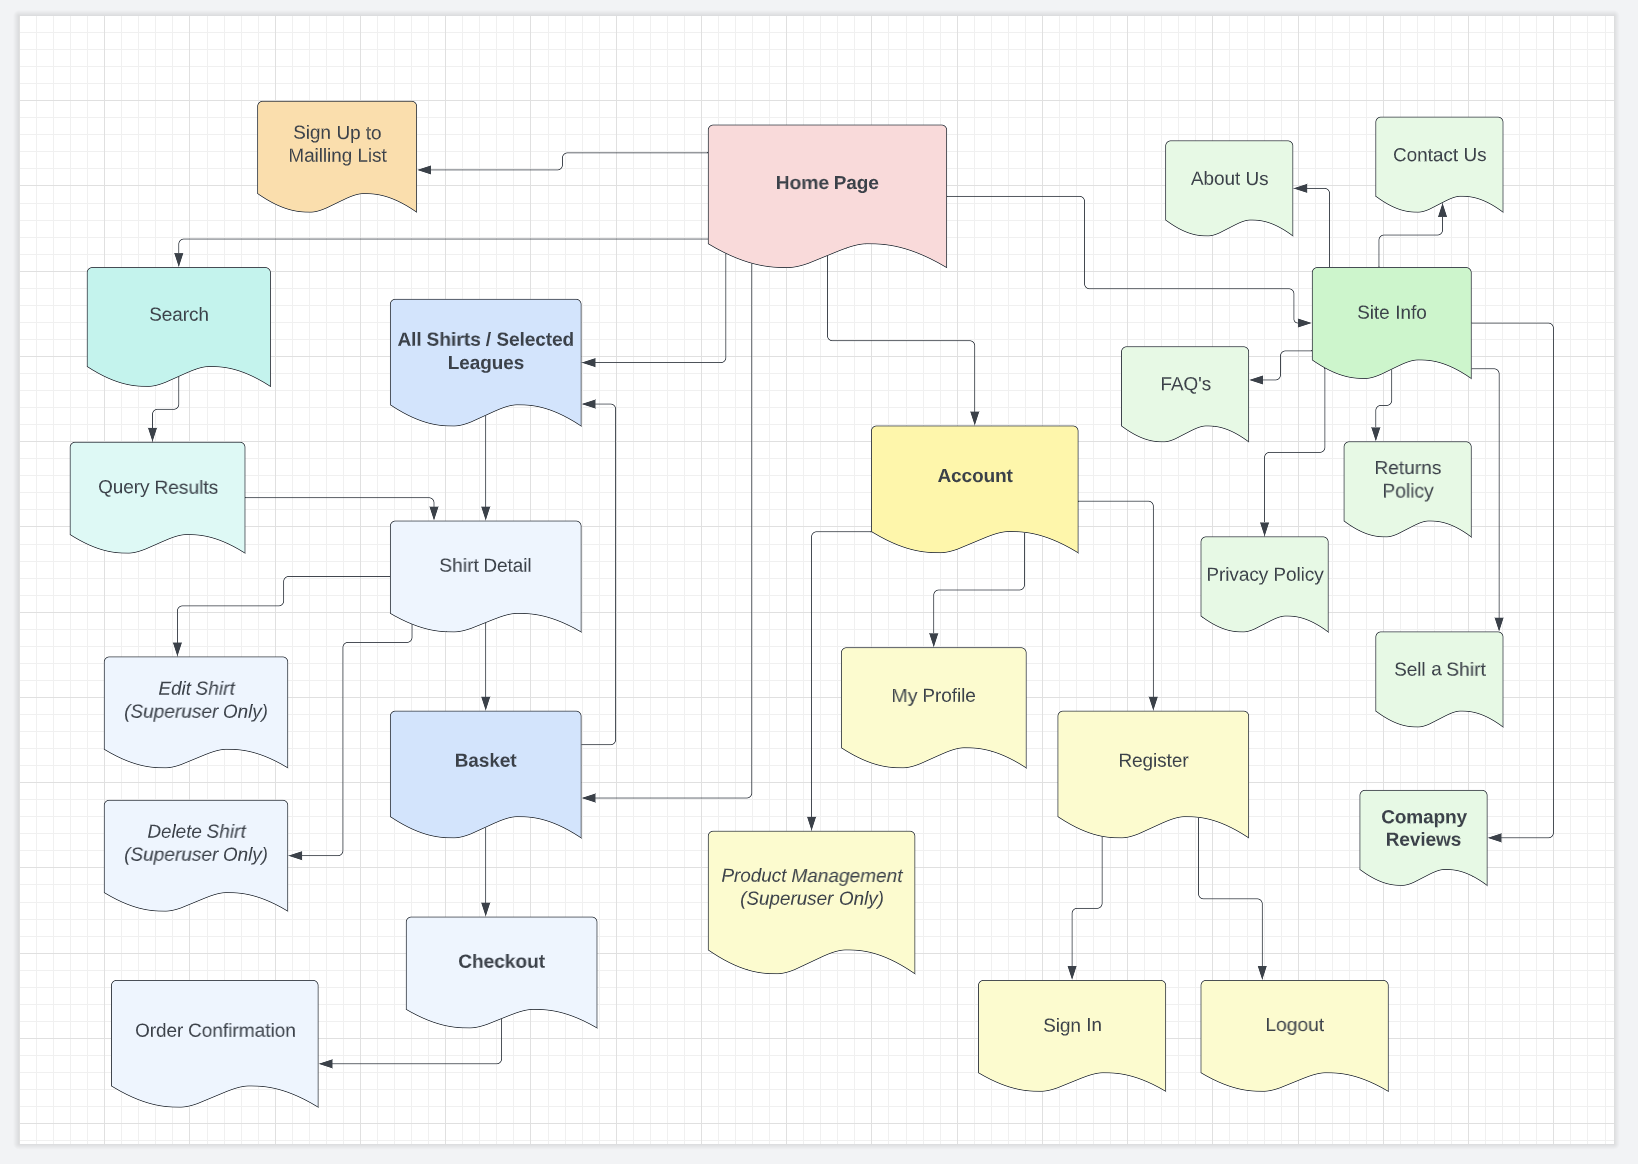 Sign Up to
Mailling List
Home Page
About Us
Contact Us
Search
All Shirts / Selected
Leagues
Site Info
FAQ's
Query Results
Account
Returns
Policy
Shirt Detail
Privacy Policy
Edit Shirt
(Superuser Only)
My Profile
Sell a Shirt
Basket
Register
Delete Shirt
(Superuser Only)
Product Management
(Superuser Only)
Comapny
Reviews
Checkout
Order Confirmation
Sign In
Logout